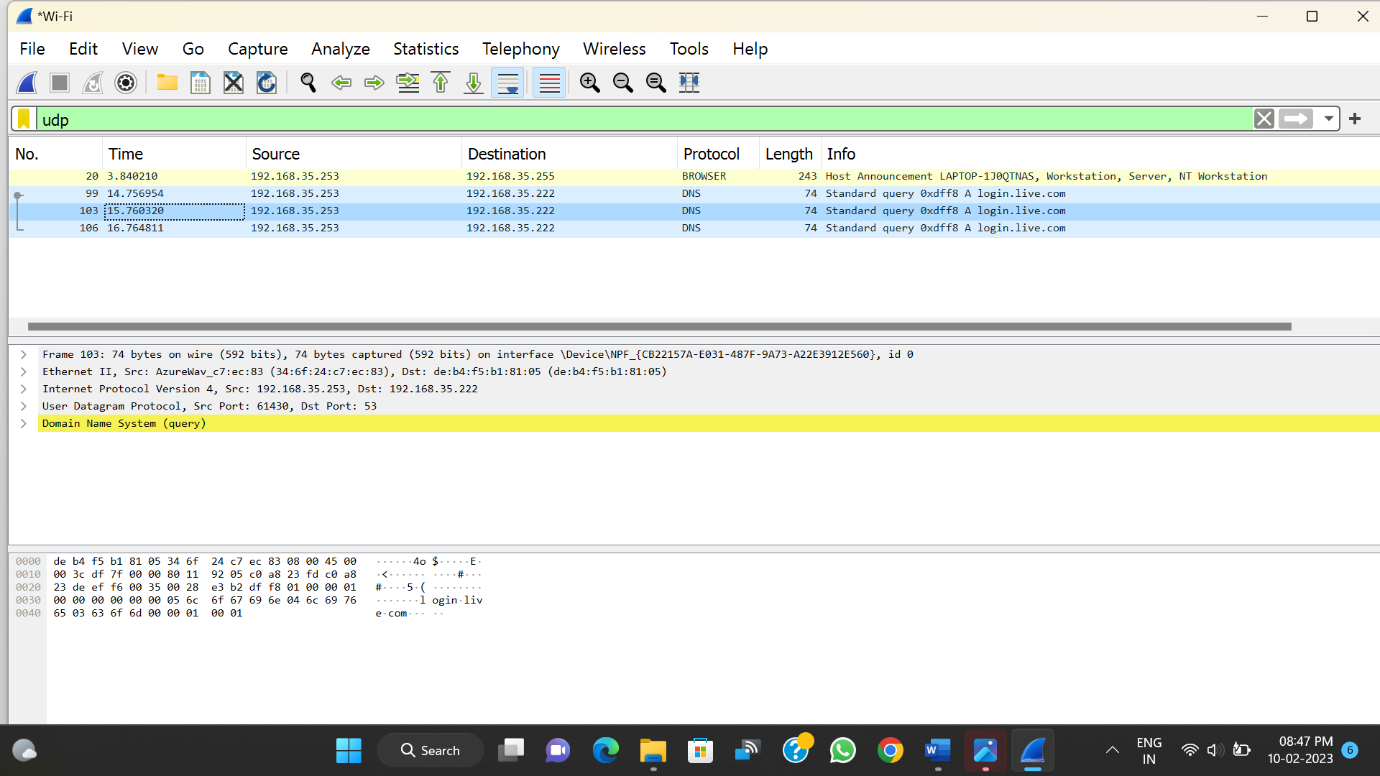 *Wi-Fi
File Edit View Go Capture Analyze Statistics Telephony Wireless Tools Help
udp
No. Time Source Destination Protocol Length Info
20 3.840210 192.168.35.253 192.168.35.255 BROWSER 243 Host Announcement LAPTOP-1J0QTNAS, Workstation, Server, NT Workstation
99 14.756954 192.168.35.253 192.168.35.222 DNS 74 Standard query 0xdff8 A login.live.com
103 15.760320 192.168.35.253 192.168.35.222 DNS 74 Standard query 0xdff8 A login.live.com
106 16.764811 192.168.35.253 192.168.35.222 DNS 74 Standard query 0xdff8 A login.live.com
Frame 103: 74 bytes on wire (592 bits), 74 bytes captured (592 bits) on interface \Device\NPF_{CB22157A-E031-487F-9A73-A22E3912E560}, id 0
Ethernet II, Src: AzureWav_c7:ec:83 (34:6f:24:c7:ec:83), Dst: de:b4:f5:b1:81:05 (de:b4:f5:b1:81:05)
Internet Protocol Version 4, Src: 192.168.35.253, Dst: 192.168.35.222
User Datagram Protocol, Src Port: 61430, Dst Port: 53
Domain Name System (query)
0000 de b4 f5 b1 81 05 34 6f 24 c7 ec 83 08 00 45 00 ······4o $·····E·
0010 00 3c df 7f 00 00 80 11 92 05 c0 a8 23 fd c0 a8 ·<······ ····#···
0020 23 de ef f6 00 35 00 28 e3 b2 df f8 01 00 00 01 #····5·( ········
0030 00 00 00 00 00 00 05 6c 6f 67 69 6e 04 6c 69 76 ·······l ogin·liv
0040 65 03 63 6f 6d 00 00 01 00 01 e·com··· ··
Search
ENG
IN
08:47 PM
10-02-2023
6